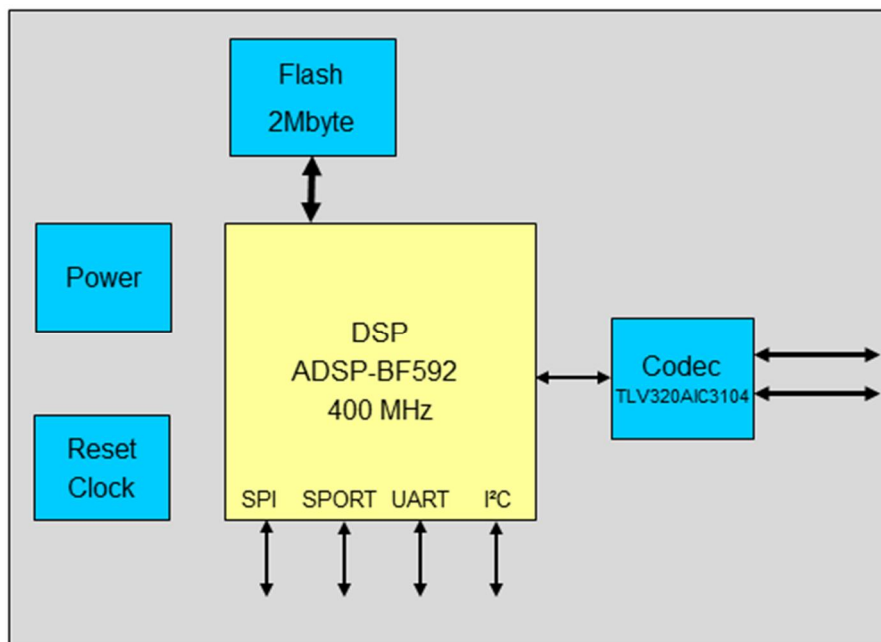 Flash
2Mbyte
Power
DSP
ADSP-BF592
400 MHz
Codec
TLV320AIC3104
Reset
Clock
SPI SPORT UART I²C